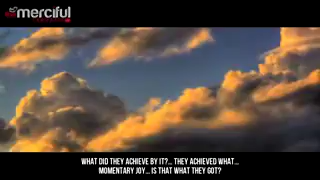 merciful
WHAT DID THEY ACHIEVE BY IT?... THEY ACHIEVED WHAT...
MOMENTARY JOY... IS THAT WHAT THEY GOT?